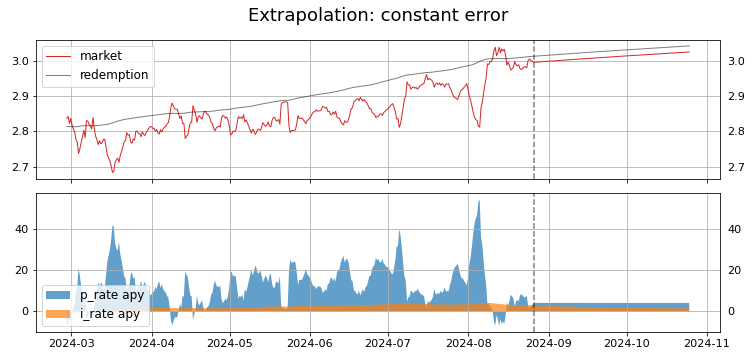 Extrapolation: constant error
market
redemption
3.0 3.0
2.9 2.9
2.8 2.8
2.7 2.7
40 40
20 20
0 0
p_rate apy
2024-03 2024-04 2024-05 2024-06 2024-07 2024-08 2024-09 2024-10 2024-11